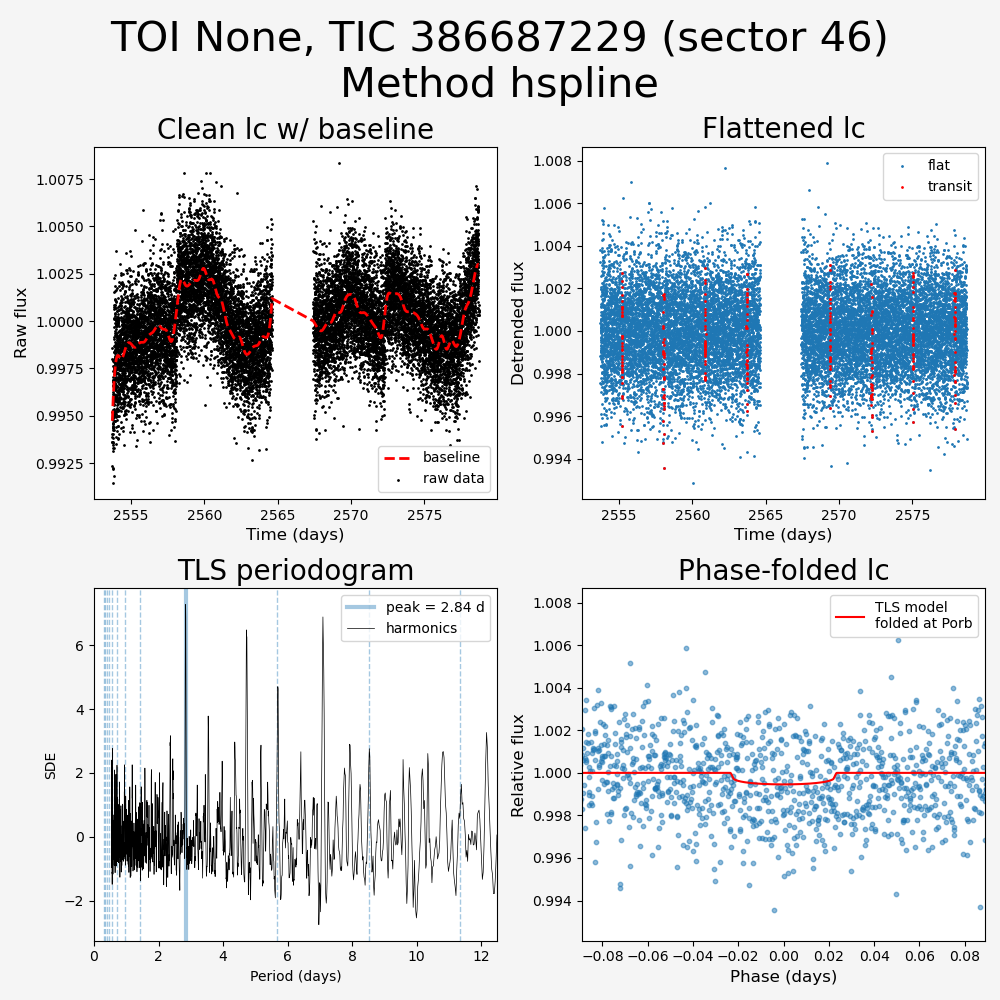 TOI None, TIC 386687229 (sector 46)
Method hspline
Clean lc w/ baseline
Raw flux
1.0075
1.0050
1.0025
1.0000
0.9975
0.9950
0.9925
baseline
raw data
2555 2560 2565 2570 2575
Time (days)
Flattened lc
Detrended flux
1.008
1.006
1.004
1.002
1.000
0.998
0.996
0.994
flat
transit
2555 2560 2565 2570 2575
Time (days)
TLS periodogram
SDE
6
4
2
0
−2
peak = 2.84 d
harmonics
0 2 4 6 8 10 12
Period (days)
Phase-folded lc
Relative flux
1.008
1.006
1.004
1.002
1.000
0.998
0.996
0.994
TLS model
folded at Porb
−0.08 −0.06 −0.04 −0.02 0.00 0.02 0.04 0.06 0.08
Phase (days)